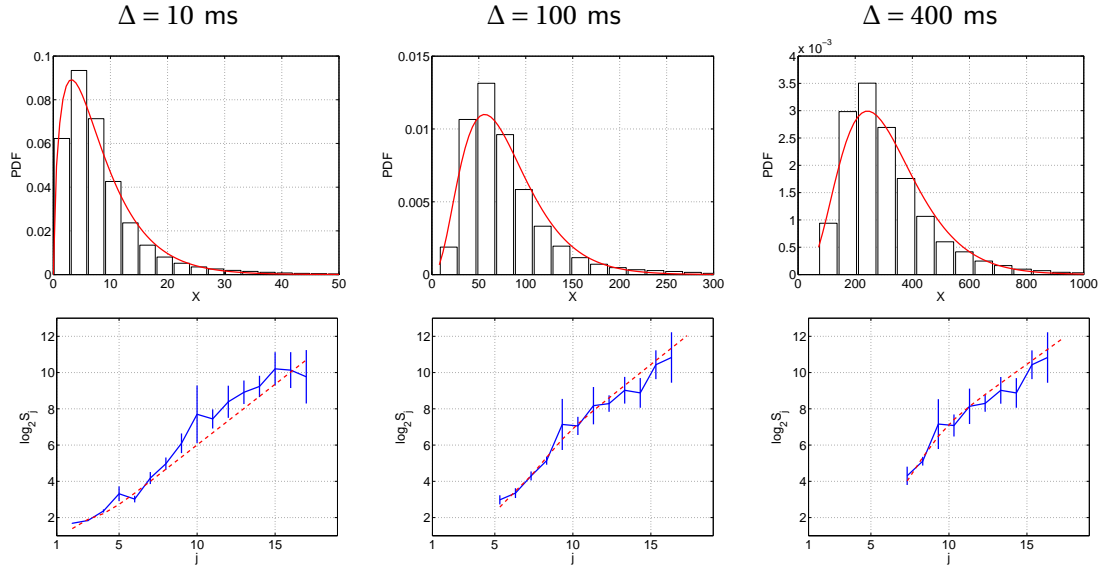 Δ = 10 ms
Δ = 100 ms
Δ = 400 ms
0.1
0.08
0.06
0.04
0.02
0
PDF
0 10 20 30 40 50
X
0.015
0.01
0.005
0
PDF
0 50 100 150 200 250 300
X
x 10⁻³
4
3.5
3
2.5
2
1.5
1
0.5
0
PDF
0 200 400 600 800 1000
X
12
10
8
6
4
2
log₂Sⱼ
1 5 10 15
j
12
10
8
6
4
2
log₂Sⱼ
1 5 10 15
j
12
10
8
6
4
2
log₂Sⱼ
1 5 10 15
j